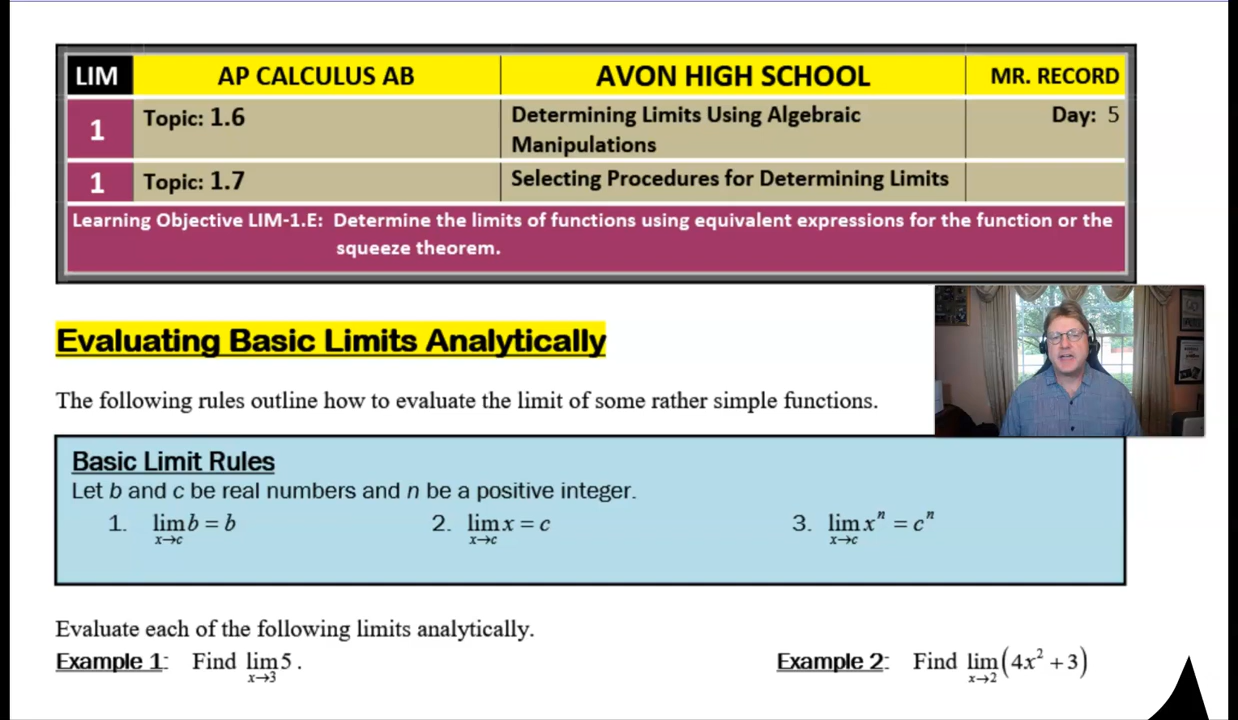 LIM AP CALCULUS AB AVON HIGH SCHOOL MR. RECORD
1 Topic: 1.6 Determining Limits Using Algebraic Day: 5
Manipulations
1 Topic: 1.7 Selecting Procedures for Determining Limits
Learning Objective LIM-1.E: Determine the limits of functions using equivalent expressions for the function or the
squeeze theorem.
Evaluating Basic Limits Analytically
The following rules outline how to evaluate the limit of some rather simple functions.
Basic Limit Rules
Let b and c be real numbers and n be a positive integer.
1. lim b = b 2. lim x = c 3. lim xⁿ = cⁿ
x→c x→c x→c
Evaluate each of the following limits analytically.
Example 1: Find lim 5 . Example 2: Find lim (4x² + 3)
x→3 x→2